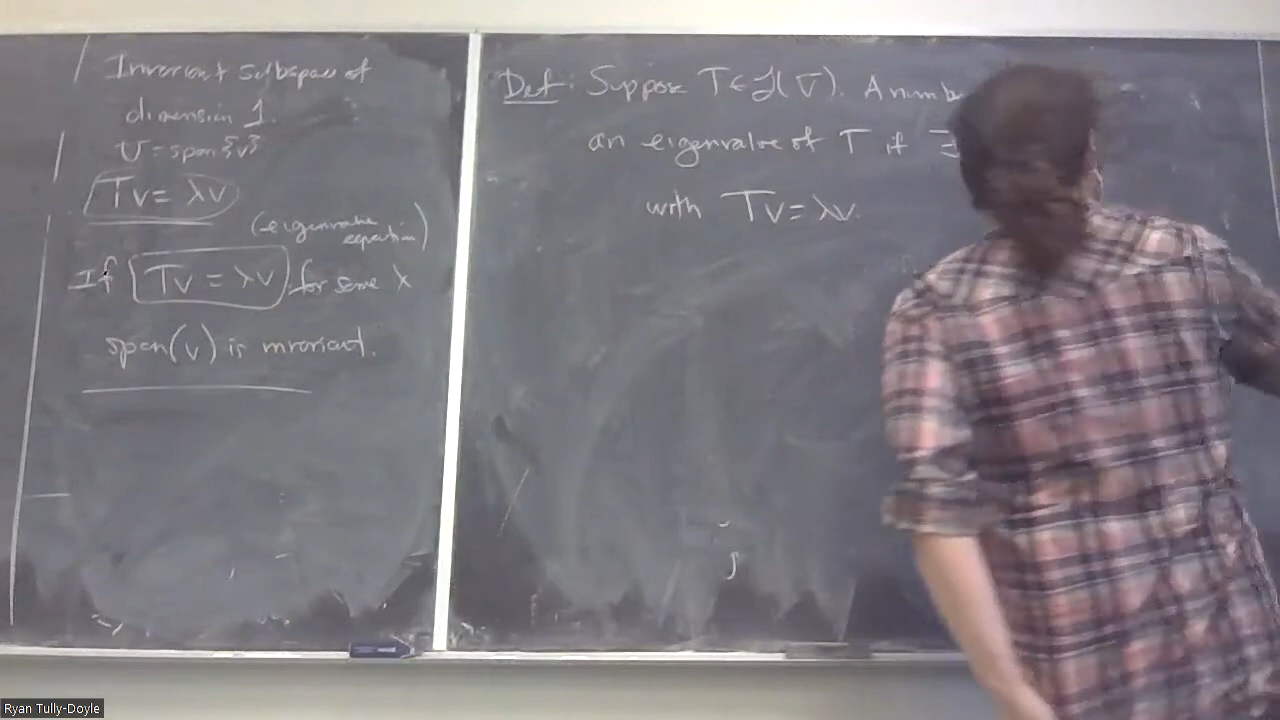 Invariant subspaces of
dimension 1.
U = span{v}
Tv = λv
(eigenvalue
equation)
If Tv = λv for some λ
span(v) is invariant.
Def: Suppose T ∈ L(V). A numb
an eigenvalue of T if ∃
with Tv = λv.
Ryan Tully-Doyle